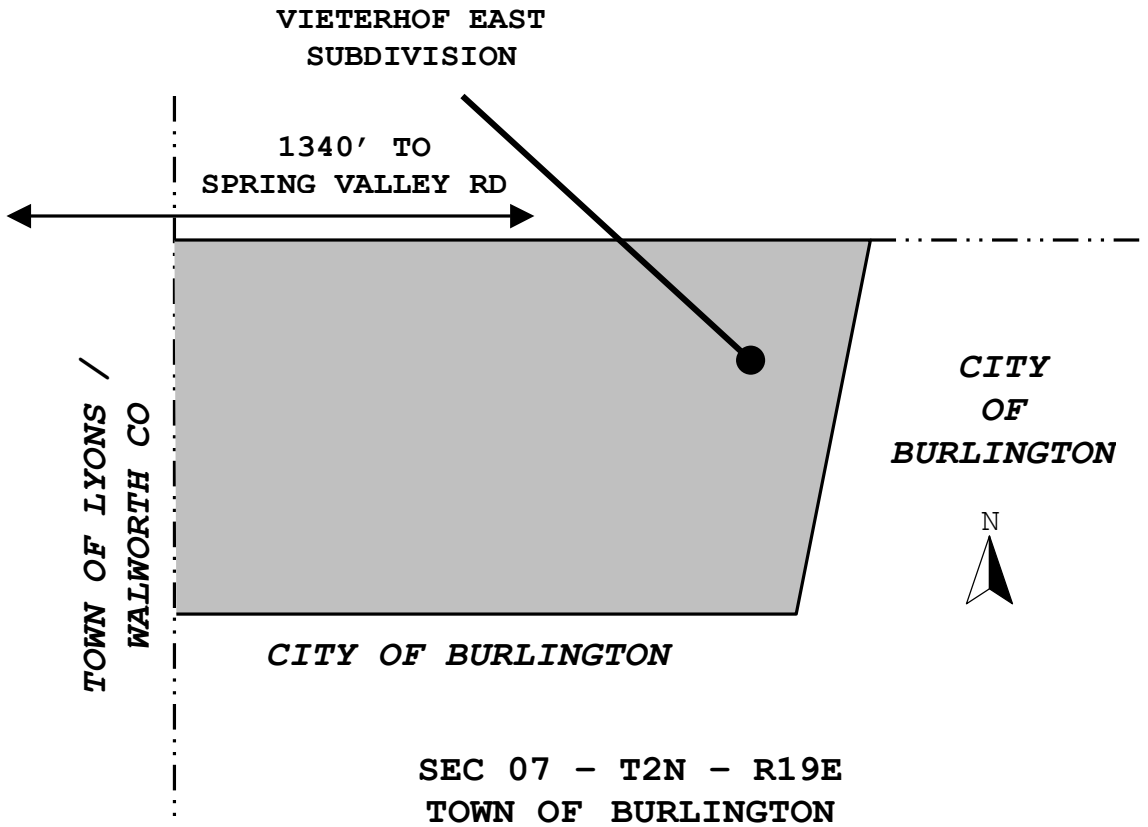 VIETERHOF EAST
SUBDIVISION
1340’ TO
SPRING VALLEY RD
TOWN OF LYONS /
WALWORTH CO
CITY
OF
BURLINGTON
N
CITY OF BURLINGTON
SEC 07 – T2N – R19E
TOWN OF BURLINGTON